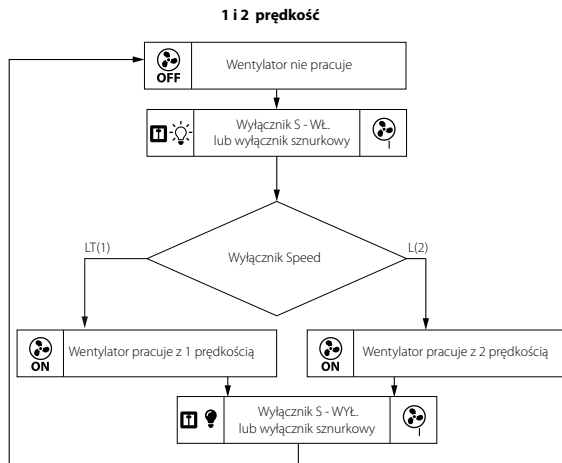 1 i 2 prędkość
OFF
Wentylator nie pracuje
Wyłącznik S - WŁ.
lub wyłącznik sznurkowy
LT(1)
Wyłącznik Speed
L(2)
ON
Wentylator pracuje z 1 prędkością
ON
Wentylator pracuje z 2 prędkością
Wyłącznik S - WYŁ.
lub wyłącznik sznurkowy